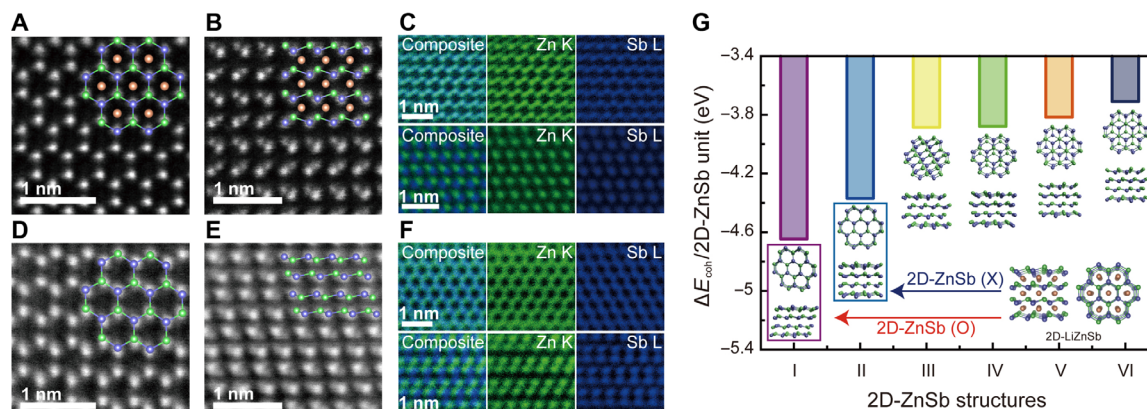 A
B
C
G
Composite
Zn K
Sb L
1 nm
1 nm
1 nm
Composite
Zn K
Sb L
1 nm
D
E
F
Composite
Zn K
Sb L
1 nm
1 nm
1 nm
Composite
Zn K
Sb L
1 nm
ΔEcoh/2D-ZnSb unit (eV)
−3.4
−3.8
−4.2
−4.6
−5
−5.4
2D-ZnSb (X)
2D-ZnSb (O)
2D-LiZnSb
I
II
III
IV
V
VI
2D-ZnSb structures